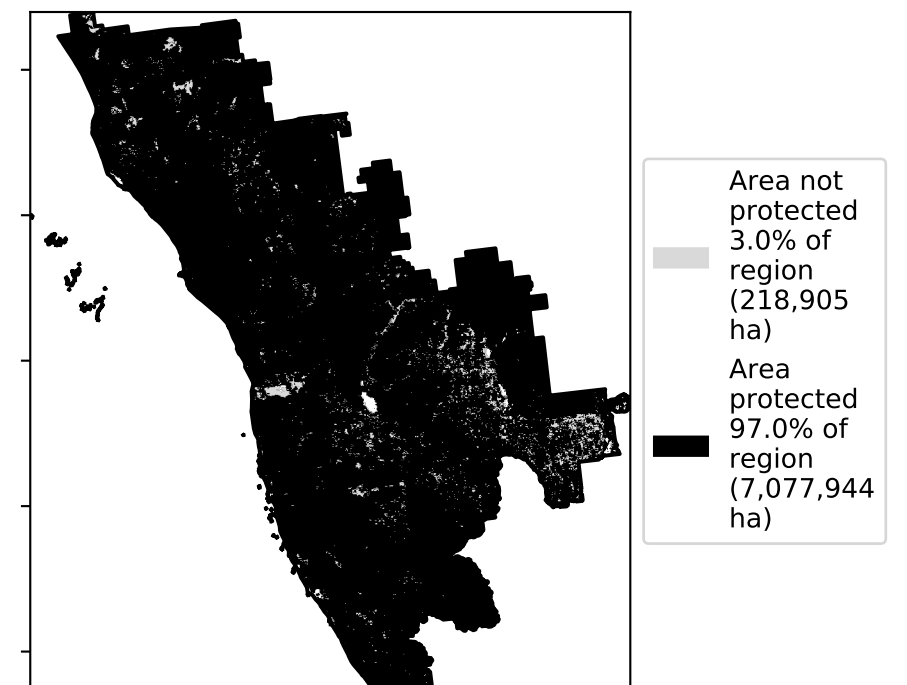 Area not
protected
3.0% of
region
(218,905
ha)
Area
protected
97.0% of
region
(7,077,944
ha)